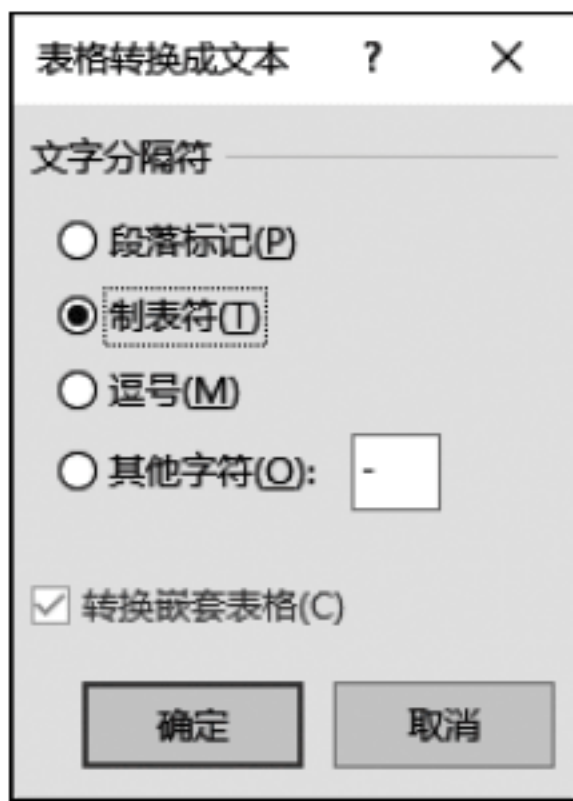 表格转换成文本 ? ×
文字分隔符
段落标记(P)
制表符(T)
逗号(M)
其他字符(O): -
转换嵌套表格(C)
确定 取消